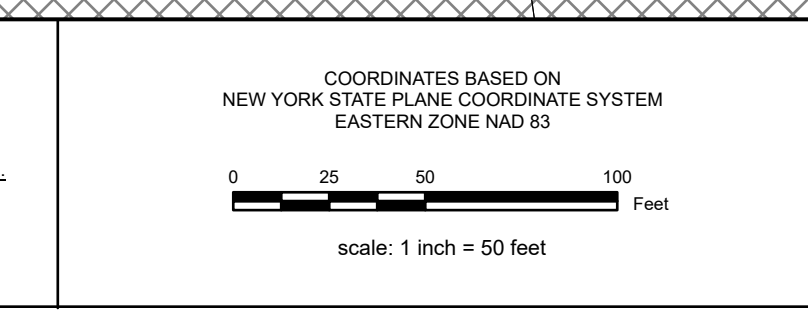 COORDINATES BASED ON
NEW YORK STATE PLANE COORDINATE SYSTEM
EASTERN ZONE NAD 83
0 25 50 100
Feet
scale: 1 inch = 50 feet